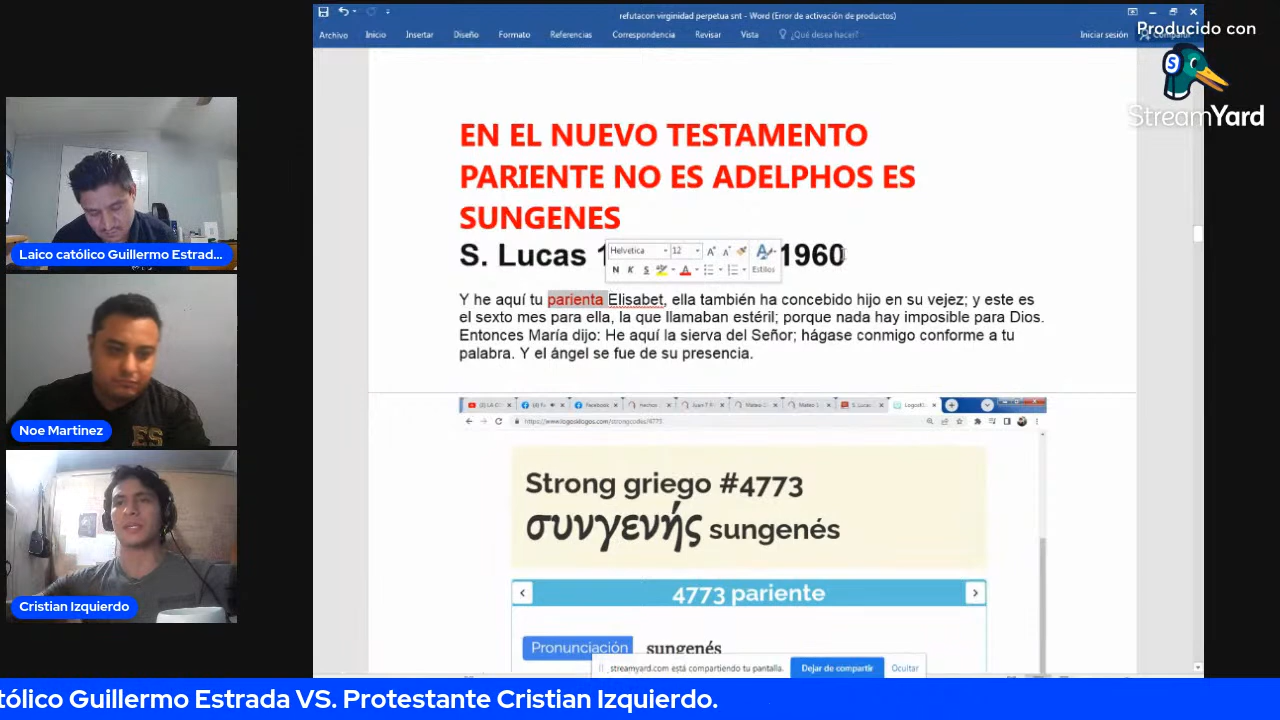 refutacon virginidad perpetua snt - Word (Error de activación de productos)
Archivo Inicio Insertar Diseño Formato Referencias Correspondencia Revisar Vista ¿Qué desea hacer? Iniciar sesión
Producido con
StreamYard
EN EL NUEVO TESTAMENTO
PARIENTE NO ES ADELPHOS ES
SUNGENES
S. Lucas 1960
Helvetica 12
N K S Estilos
Y he aquí tu parienta Elisabet, ella también ha concebido hijo en su vejez; y este es
el sexto mes para ella, la que llamaban estéril; porque nada hay imposible para Dios.
Entonces María dijo: He aquí la sierva del Señor; hágase conmigo conforme a tu
palabra. Y el ángel se fue de su presencia.
Facebook
https://www.logosklogos.com/strongcodes/4773
Strong griego #4773
συνγενής sungenés
4773 pariente
Pronunciación sungenés
streamyard.com está compartiendo tu pantalla. Dejar de compartir Ocultar
Laico católico Guillermo Estrad...
Noe Martinez
Cristian Izquierdo
tólico Guillermo Estrada VS. Protestante Cristian Izquierdo.